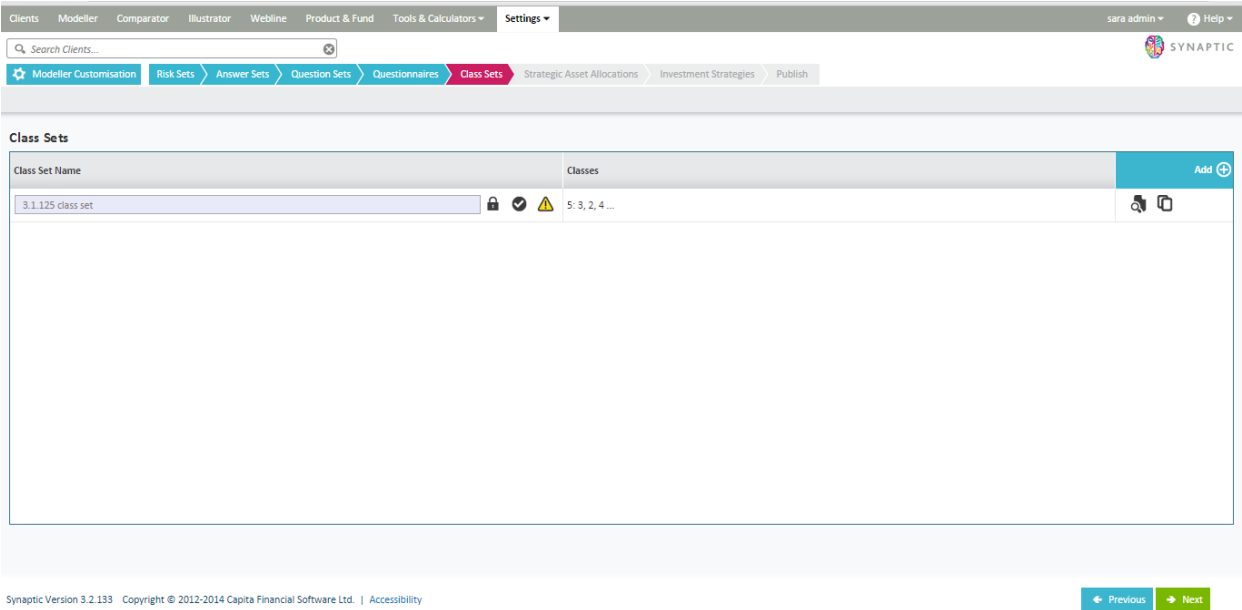 Clients Modeller Comparator Illustrator Webline Product & Fund Tools & Calculators Settings sara admin Help
Search Clients... SYNAPTIC
Modeller Customisation Risk Sets Answer Sets Question Sets Questionnaires Class Sets Strategic Asset Allocations Investment Strategies Publish
Class Sets
Class Set Name Classes Add
3.1.125 class set 5: 3, 2, 4 ...
Synaptic Version 3.2.133 Copyright © 2012-2014 Capita Financial Software Ltd. | Accessibility Previous Next